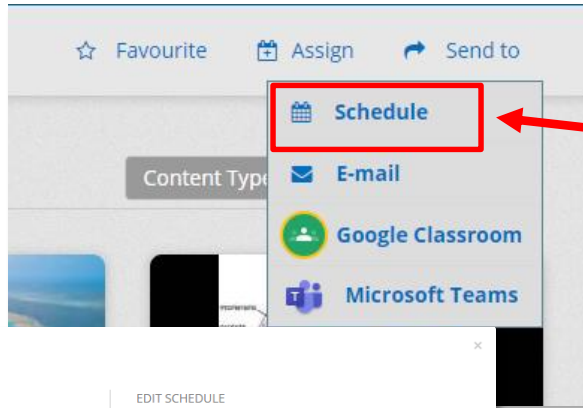 Favourite Assign Send to
Schedule
Content Type
E-mail
Google Classroom
Microsoft Teams
EDIT SCHEDULE